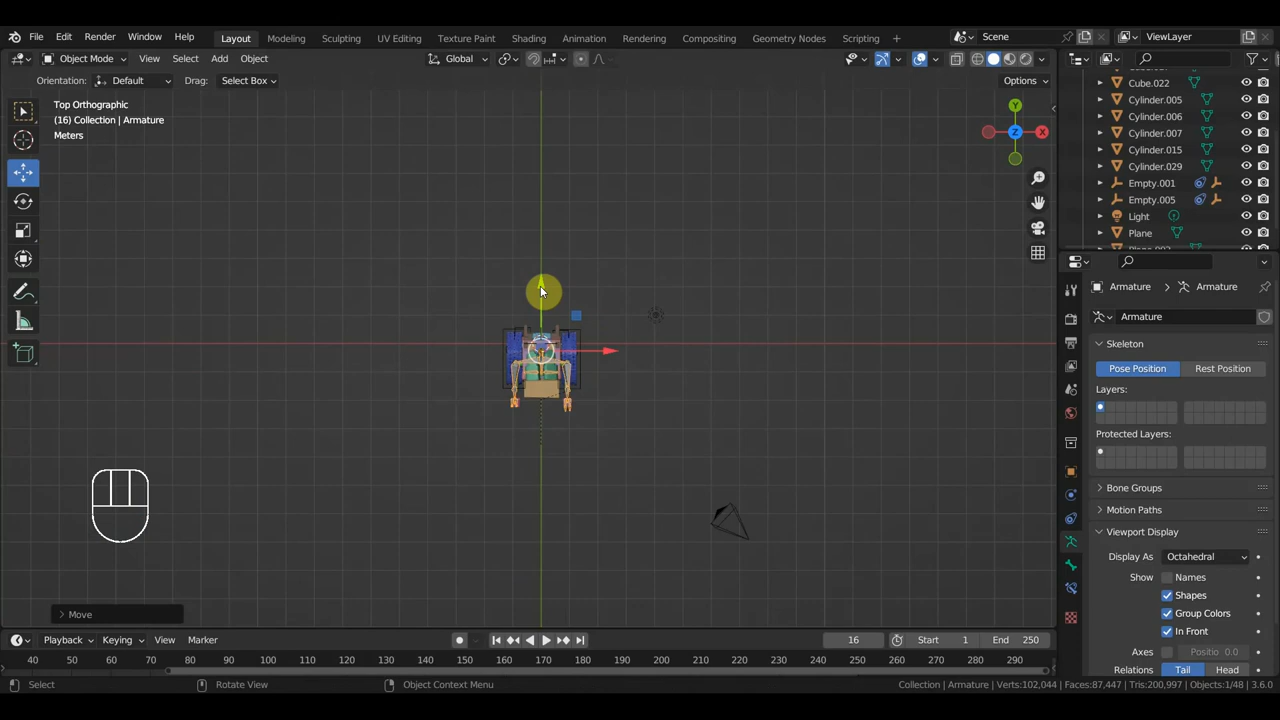 File Edit Render Window Help Layout Modeling Sculpting UV Editing Texture Paint Shading Animation Rendering Compositing Geometry Nodes Scripting + Scene ViewLayer
Object Mode View Select Add Object Global
Orientation: Default Drag: Select Box Options
Top Orthographic
(16) Collection | Armature
Meters
Y
Z
X
Move
Cube.022
Cylinder.005
Cylinder.006
Cylinder.007
Cylinder.015
Cylinder.029
Empty.001
Empty.005
Light
Plane
Armature > Armature
Armature
Skeleton
Pose Position Rest Position
Layers:
Protected Layers:
Bone Groups
Motion Paths
Viewport Display
Display As Octahedral
Show Names
Shapes
Group Colors
In Front
Axes Positio 0.0
Relations Tail Head
Playback Keying View Marker 16 Start 1 End 250
40 50 60 70 80 90 100 110 120 130 140 150 160 170 180 190 200 210 220 230 240 250 260 270 280 290
Select Rotate View Object Context Menu Collection | Armature | Verts:102,044 | Faces:87,447 | Tris:200,997 | Objects:1/48 | 3.6.0